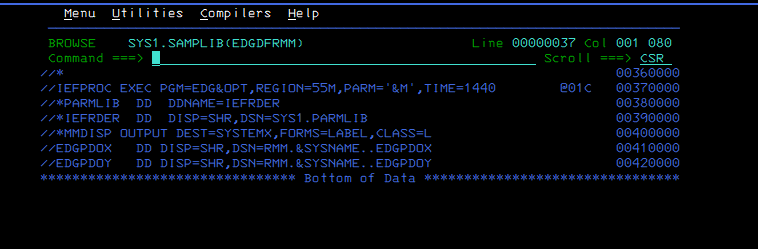 Menu Utilities Compilers Help
BROWSE SYS1.SAMPLIB(EDGDFRMM) Line 00000037 Col 001 080
Command ===> Scroll ===> CSR
//* 00360000
//IEFPROC EXEC PGM=EDG&OPT,REGION=55M,PARM='&M',TIME=1440 @01C 00370000
//*PARMLIB DD DDNAME=IEFRDER 00380000
//*IEFRDER DD DISP=SHR,DSN=SYS1.PARMLIB 00390000
//*MMDISP OUTPUT DEST=SYSTEMX,FORMS=LABEL,CLASS=L 00400000
//EDGPDOX DD DISP=SHR,DSN=RMM.&SYSNAME..EDGPDOX 00410000
//EDGPDOY DD DISP=SHR,DSN=RMM.&SYSNAME..EDGPDOY 00420000
******************************** Bottom of Data ********************************